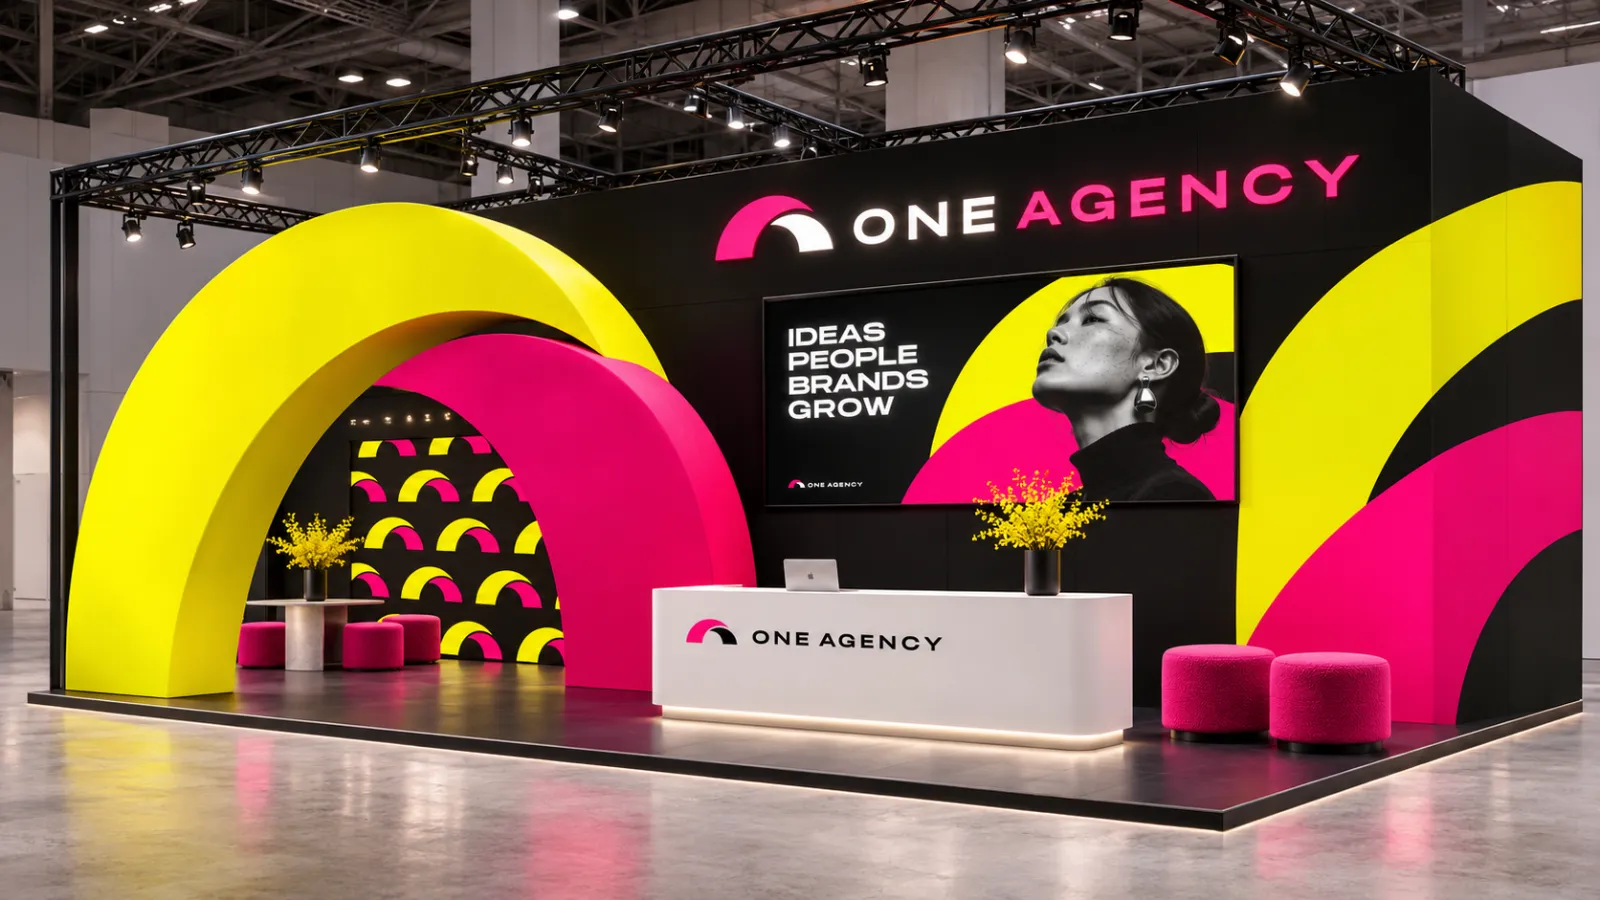 ONE AGENCY
IDEAS
PEOPLE
BRANDS
GROW
ONE AGENCY
ONE AGENCY